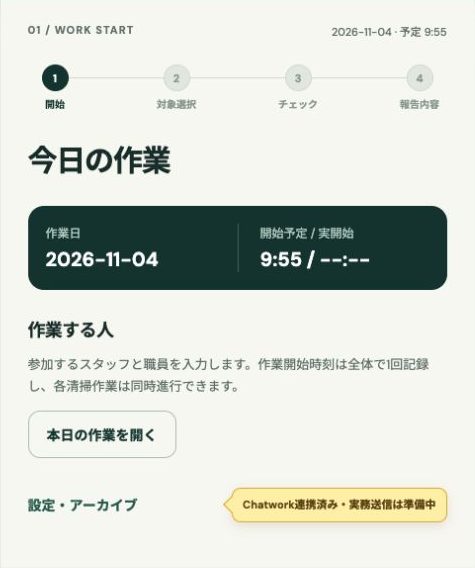 01 / WORK START
2026-11-04 · 予定 9:55
1
2
3
4
開始
対象選択
チェック
報告内容
今日の作業
作業日
開始予定 / 実開始
2026-11-04
9:55 / --:--
作業する人
参加するスタッフと職員を入力します。作業開始時刻は全体で1回記録
し、各清掃作業は同時進行できます。
本日の作業を開く
設定・アーカイブ
Chatwork連携済み・実務送信は準備中